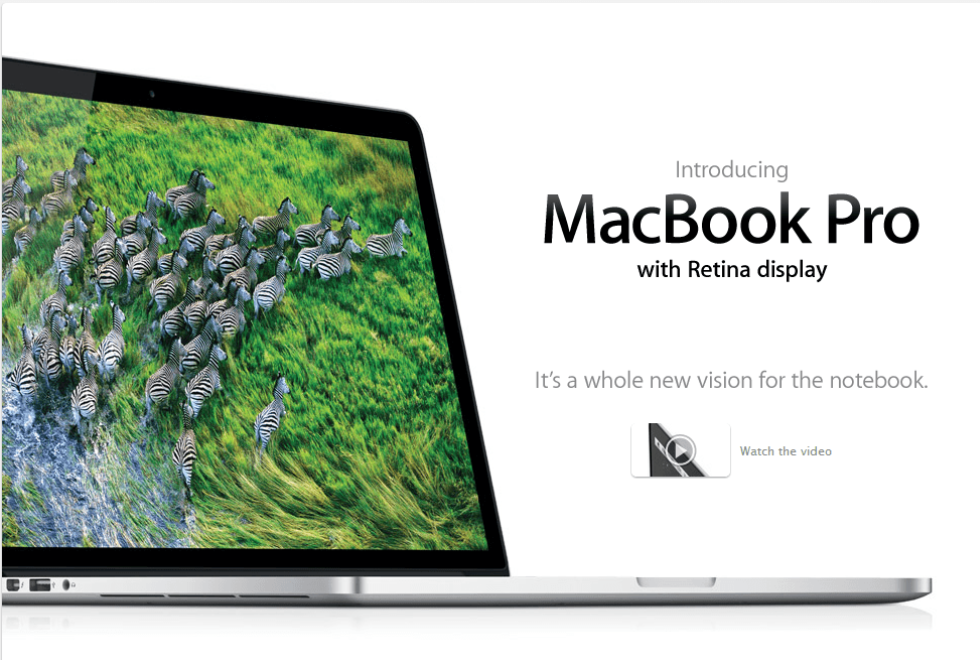 Introducing
MacBook Pro
with Retina display
It's a whole new vision for the notebook.
Watch the video